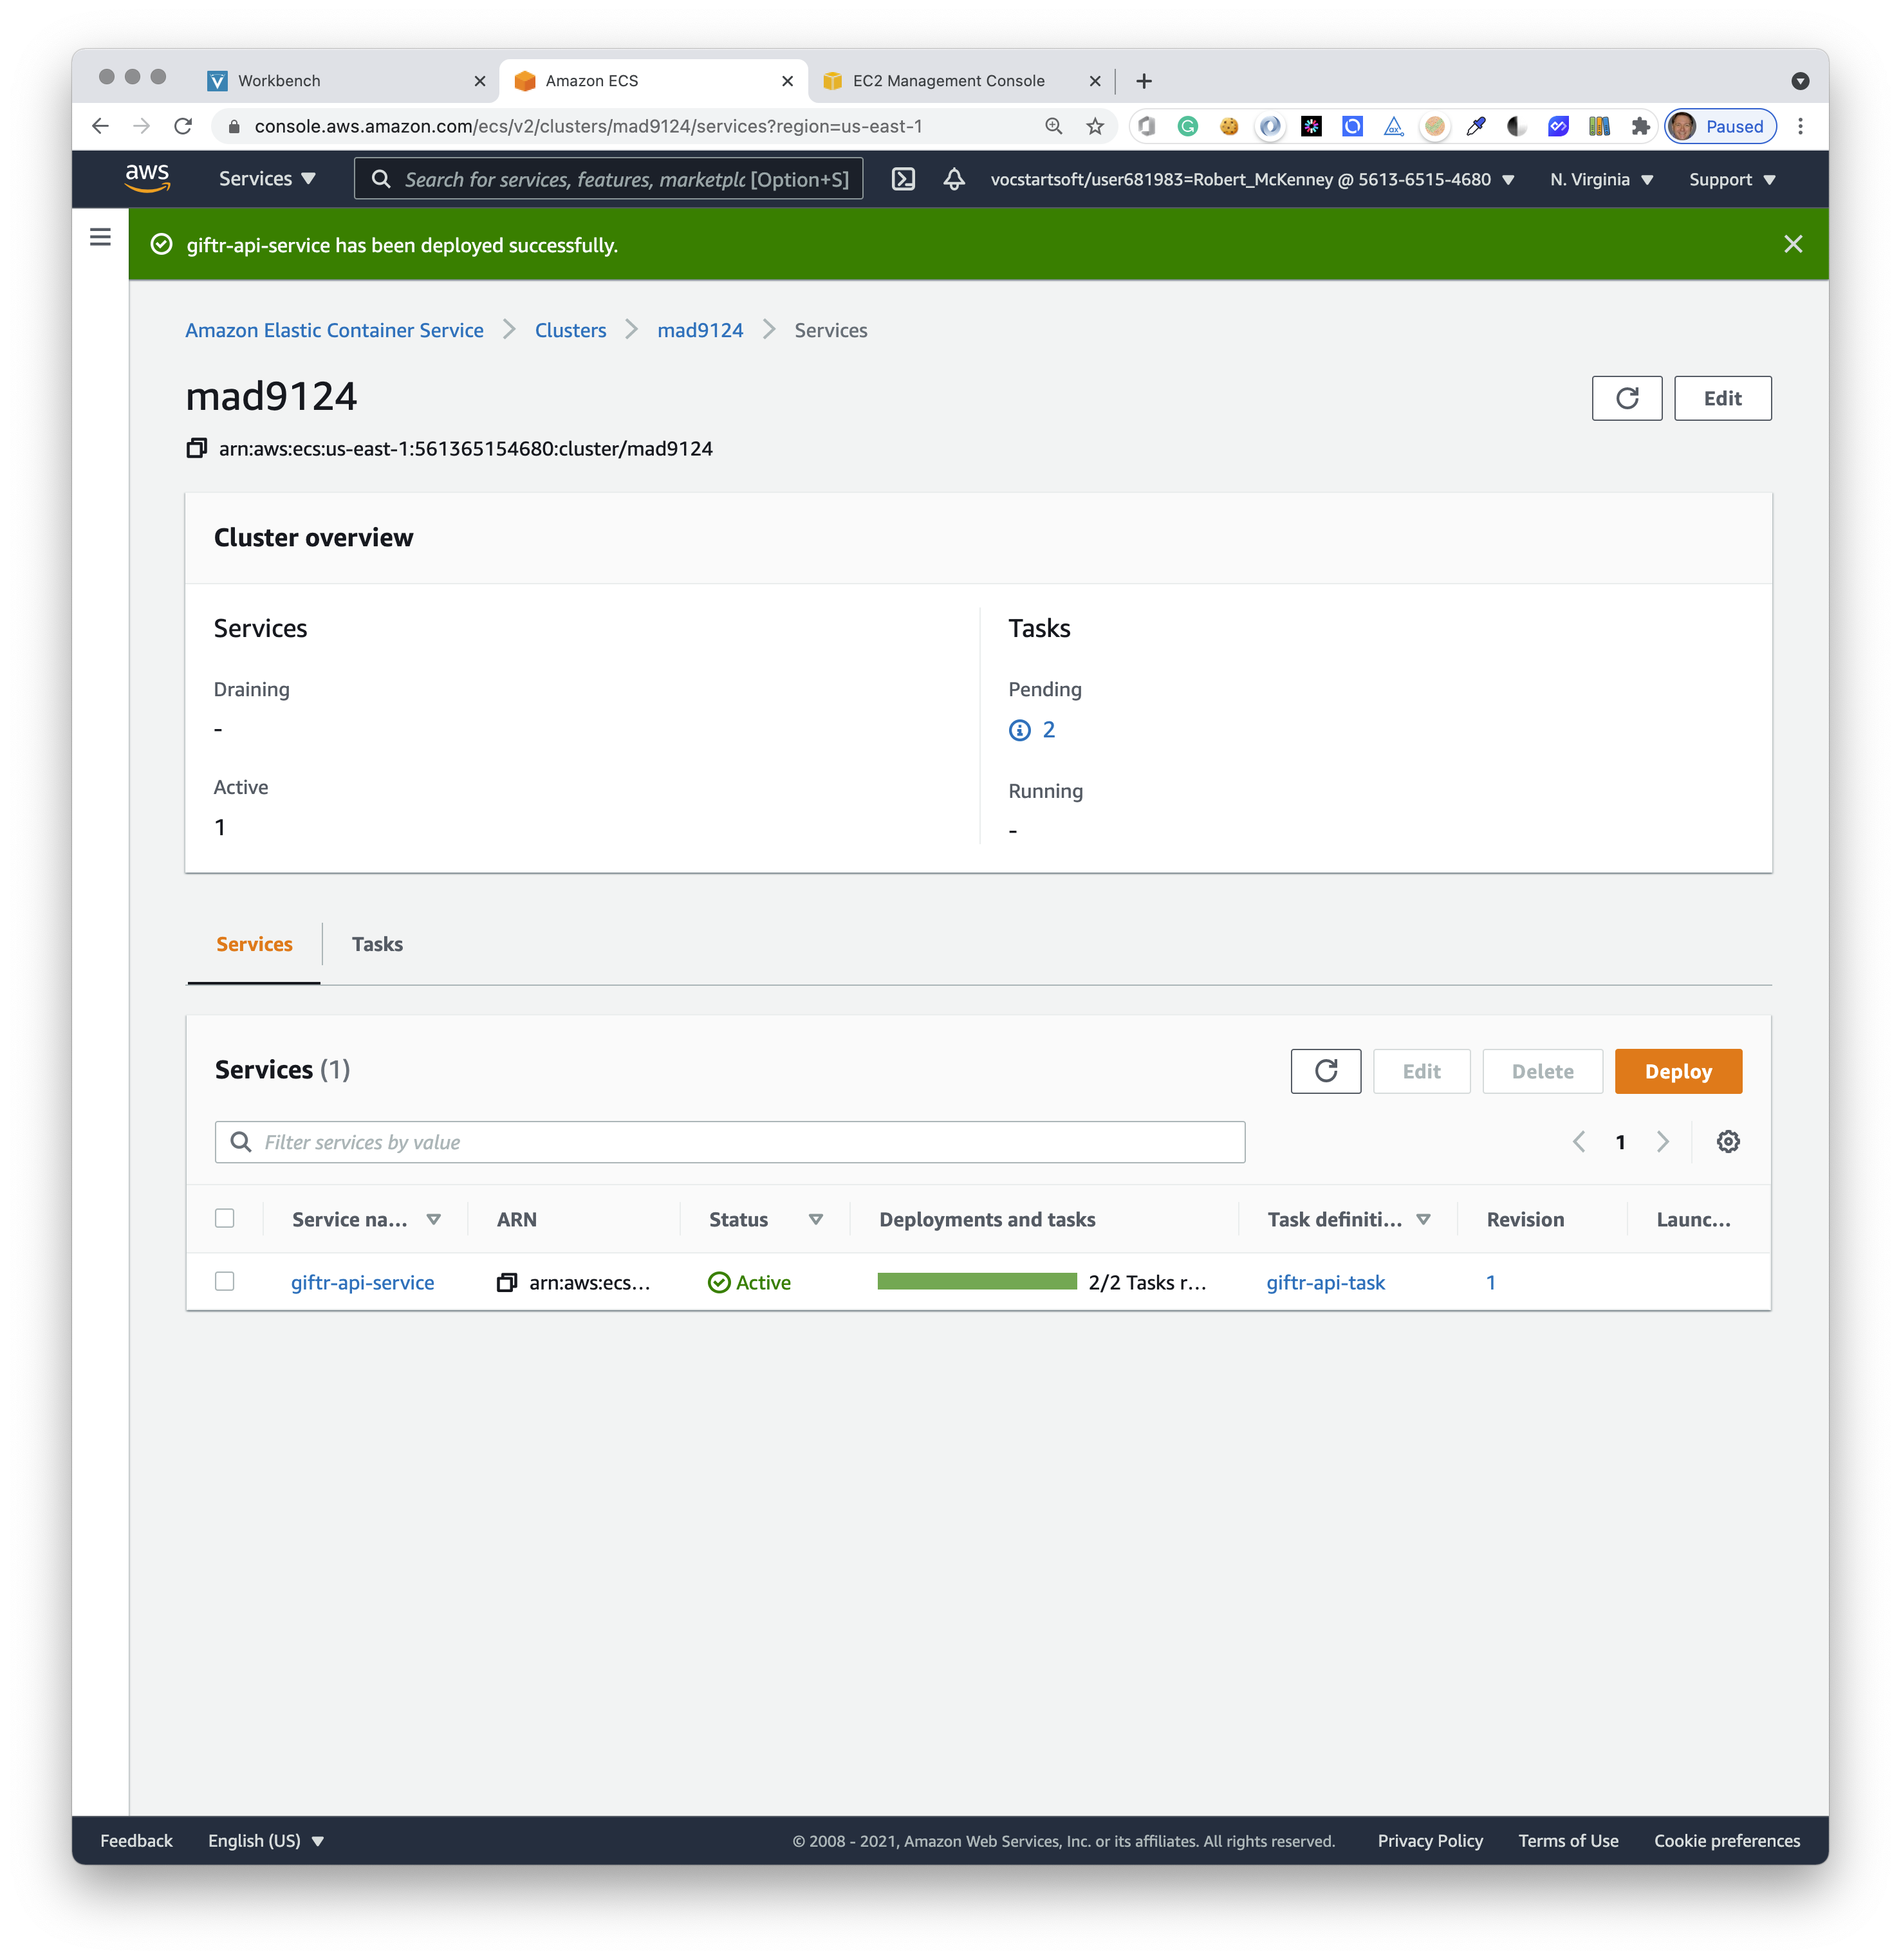 Workbench
Amazon ECS
EC2 Management Console
console.aws.amazon.com/ecs/v2/clusters/mad9124/services?region=us-east-1
Paused
aws
Services
Search for services, features, marketplc [Option+S]
vocstartsoft/user681983=Robert_McKenney @ 5613-6515-4680
N. Virginia
Support
giftr-api-service has been deployed successfully.
Amazon Elastic Container Service
Clusters
mad9124
Services
mad9124
Edit
arn:aws:ecs:us-east-1:561365154680:cluster/mad9124
Cluster overview
Services
Tasks
Draining
Pending
-
2
Active
Running
1
-
Services
Tasks
Services (1)
Edit
Delete
Deploy
Filter services by value
1
Service na...
ARN
Status
Deployments and tasks
Task definiti...
Revision
Launc...
giftr-api-service
arn:aws:ecs...
Active
2/2 Tasks r...
giftr-api-task
1
Feedback
English (US)
© 2008 - 2021, Amazon Web Services, Inc. or its affiliates. All rights reserved.
Privacy Policy
Terms of Use
Cookie preferences